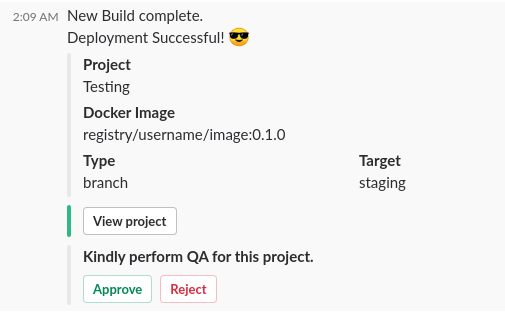 2:09 AM New Build complete.
Deployment Successful! 😎
Project
Testing
Docker Image
registry/username/image:0.1.0
Type Target
branch staging
View project
Kindly perform QA for this project.
Approve Reject